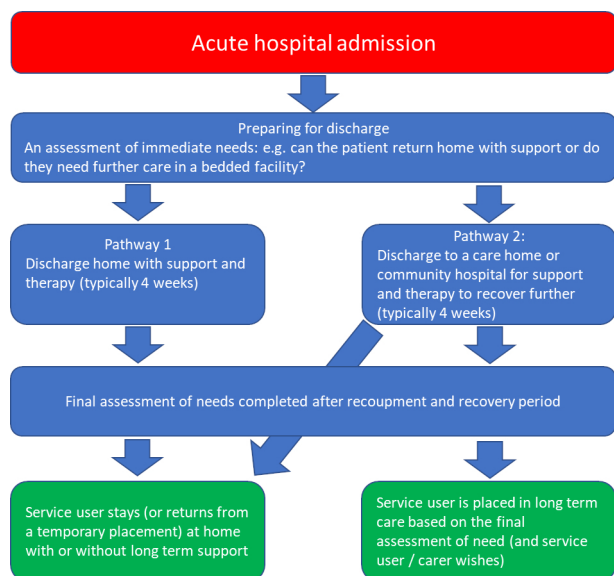 Acute hospital admission
Preparing for discharge
An assessment of immediate needs: e.g. can the patient return home with support or do
they need further care in a bedded facility?
Pathway 1
Discharge home with support and
therapy (typically 4 weeks)
Pathway 2:
Discharge to a care home or
community hospital for support
and therapy to recover further
(typically 4 weeks)
Final assessment of needs completed after recoupment and recovery period
Service user stays (or returns from
a temporary placement) at home
with or without long term support
Service user is placed in long term
care based on the final
assessment of need (and service
user / carer wishes)